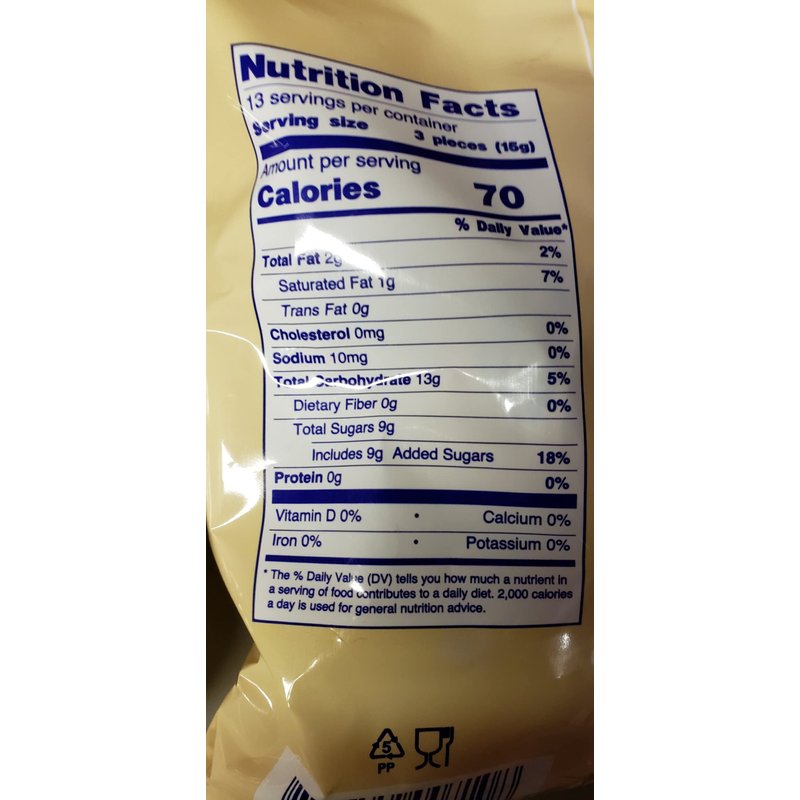 Nutrition Facts
13 servings per container
Serving size 3 pieces (15g)
Amount per serving
Calories 70
% Daily Value*
Total Fat 2g 2%
Saturated Fat 1g 7%
Trans Fat 0g
Cholesterol 0mg 0%
Sodium 10mg 0%
Total Carbohydrate 13g 5%
Dietary Fiber 0g 0%
Total Sugars 9g
Includes 9g Added Sugars 18%
Protein 0g 0%
Vitamin D 0% • Calcium 0%
Iron 0% • Potassium 0%
* The % Daily Value (DV) tells you how much a nutrient in
a serving of food contributes to a daily diet. 2,000 calories
a day is used for general nutrition advice.
5
PP